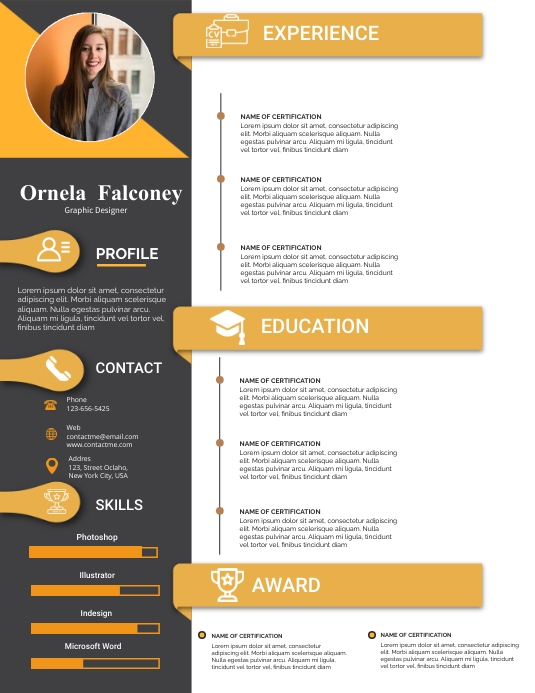 Ornela Falconey
Graphic Designer
PROFILE
Lorem ipsum dolor sit amet, consectetur
adipiscing elit. Morbi aliquam scelerisque
aliquam. Nulla egestas pulvinar arcu.
Aliquam mi ligula, tincidunt vel tortor vel,
finibus tincidunt diam
CONTACT
Phone
123-656-5425
Web
contactme@email.com
www.contactme.com
Addres
123, Street Oclaho,
New York City, USA
SKILLS
Photoshop
Illustrator
Indesign
Microsoft Word
CV
EXPERIENCE
NAME OF CERTIFICATION
Lorem ipsum dolor sit amet, consectetur adipiscing
elit. Morbi aliquam scelerisque aliquam. Nulla
egestas pulvinar arcu. Aliquam mi ligula, tincidunt
vel tortor vel, finibus tincidunt diam
NAME OF CERTIFICATION
Lorem ipsum dolor sit amet, consectetur adipiscing
elit. Morbi aliquam scelerisque aliquam. Nulla
egestas pulvinar arcu. Aliquam mi ligula, tincidunt
vel tortor vel, finibus tincidunt diam
NAME OF CERTIFICATION
Lorem ipsum dolor sit amet, consectetur adipiscing
elit. Morbi aliquam scelerisque aliquam. Nulla
egestas pulvinar arcu. Aliquam mi ligula, tincidunt
vel tortor vel, finibus tincidunt diam
EDUCATION
NAME OF CERTIFICATION
Lorem ipsum dolor sit amet, consectetur adipiscing
elit. Morbi aliquam scelerisque aliquam. Nulla
egestas pulvinar arcu. Aliquam mi ligula, tincidunt
vel tortor vel, finibus tincidunt diam
NAME OF CERTIFICATION
Lorem ipsum dolor sit amet, consectetur adipiscing
elit. Morbi aliquam scelerisque aliquam. Nulla
egestas pulvinar arcu. Aliquam mi ligula, tincidunt
vel tortor vel, finibus tincidunt diam
NAME OF CERTIFICATION
Lorem ipsum dolor sit amet, consectetur adipiscing
elit. Morbi aliquam scelerisque aliquam. Nulla
egestas pulvinar arcu. Aliquam mi ligula, tincidunt
vel tortor vel, finibus tincidunt diam
AWARD
NAME OF CERTIFICATION
Lorem ipsum dolor sit amet, consectetur
adipiscing elit. Morbi aliquam scelerisque aliquam.
Nulla egestas pulvinar arcu. Aliquam mi ligula,
tincidunt vel tortor vel, finibus tincidunt diam
NAME OF CERTIFICATION
Lorem ipsum dolor sit amet, consectetur adipiscing
elit. Morbi aliquam scelerisque aliquam. Nulla
egestas pulvinar arcu. Aliquam mi ligula, tincidunt
vel tortor vel, finibus tincidunt diam